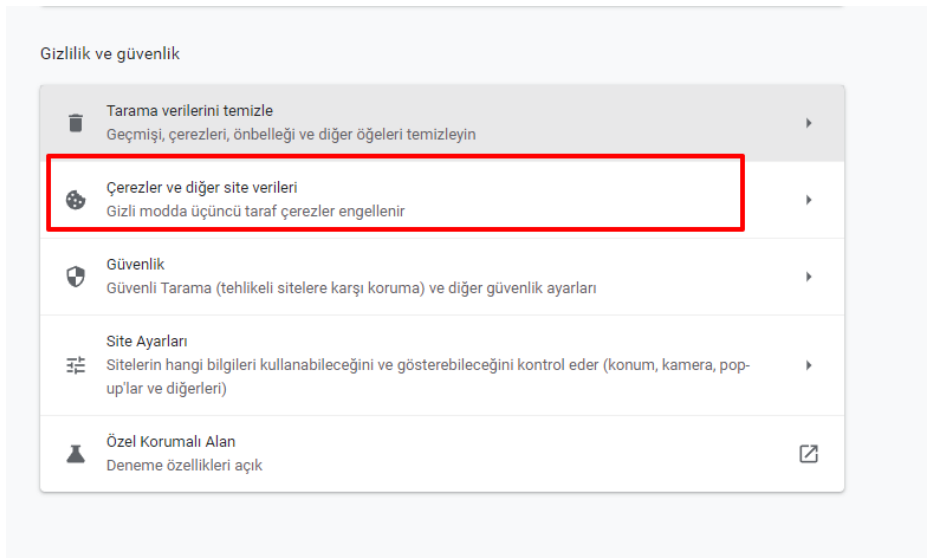 Gizlilik ve güvenlik
Tarama verilerini temizle
Geçmişi, çerezleri, önbelleği ve diğer öğeleri temizleyin
Çerezler ve diğer site verileri
Gizli modda üçüncü taraf çerezler engellenir
Güvenlik
Güvenli Tarama (tehlikeli sitelere karşı koruma) ve diğer güvenlik ayarları
Site Ayarları
Sitelerin hangi bilgileri kullanabileceğini ve gösterebileceğini kontrol eder (konum, kamera, pop-
up'lar ve diğerleri)
Özel Korumalı Alan
Deneme özellikleri açık